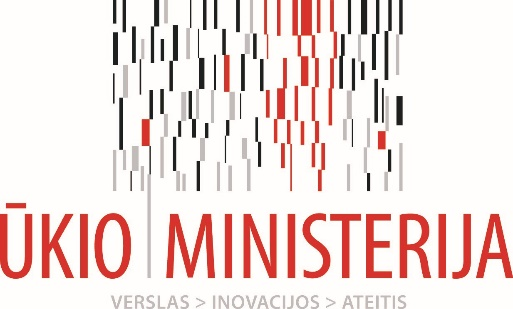 ŪKIO MINISTERIJA
VERSLAS > INOVACIJOS > ATEITIS